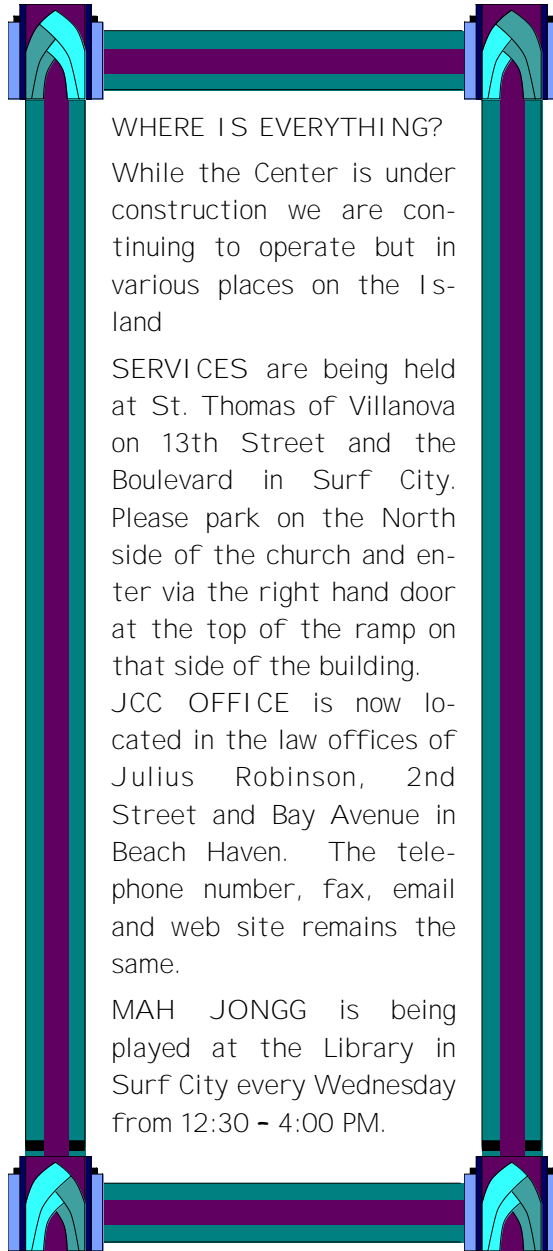 WHERE IS EVERYTHING?
While the Center is under
construction we are con-
tinuing to operate but in
various places on the Is-
land
SERVICES are being held
at St. Thomas of Villanova
on 13th Street and the
Boulevard in Surf City.
Please park on the North
side of the church and en-
ter via the right hand door
at the top of the ramp on
that side of the building.
JCC OFFICE is now lo-
cated in the law offices of
Julius Robinson, 2nd
Street and Bay Avenue in
Beach Haven. The tele-
phone number, fax, email
and web site remains the
same.
MAH JONGG is being
played at the Library in
Surf City every Wednesday
from 12:30 – 4:00 PM.